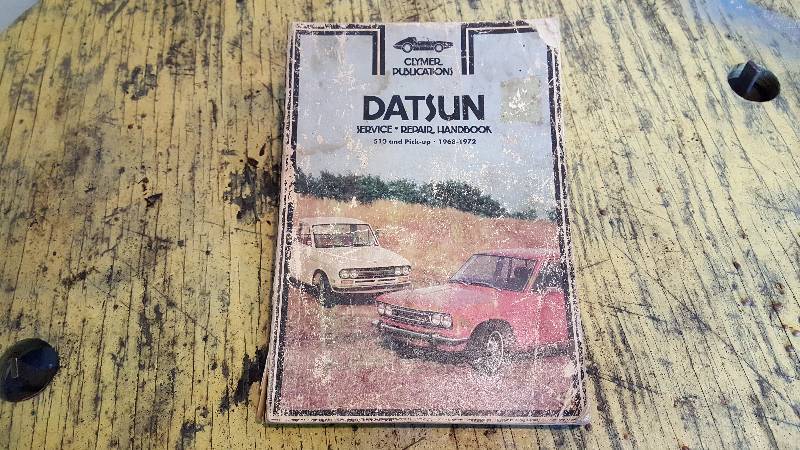 CLYMER
PUBLICATIONS
DATSUN
SERVICE • REPAIR HANDBOOK
510 and Pick-up • 1968-1972